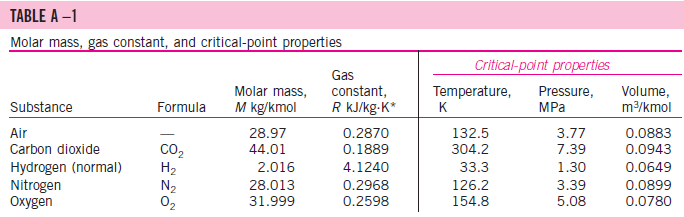 TABLE A –1
Molar mass, gas constant, and critical-point properties
Critical-point properties
Gas
Molar mass, constant, Temperature, Pressure, Volume,
Substance Formula M kg/kmol R kJ/kg·K* K MPa m³/kmol
Air — 28.97 0.2870 132.5 3.77 0.0883
Carbon dioxide CO₂ 44.01 0.1889 304.2 7.39 0.0943
Hydrogen (normal) H₂ 2.016 4.1240 33.3 1.30 0.0649
Nitrogen N₂ 28.013 0.2968 126.2 3.39 0.0899
Oxygen O₂ 31.999 0.2598 154.8 5.08 0.0780